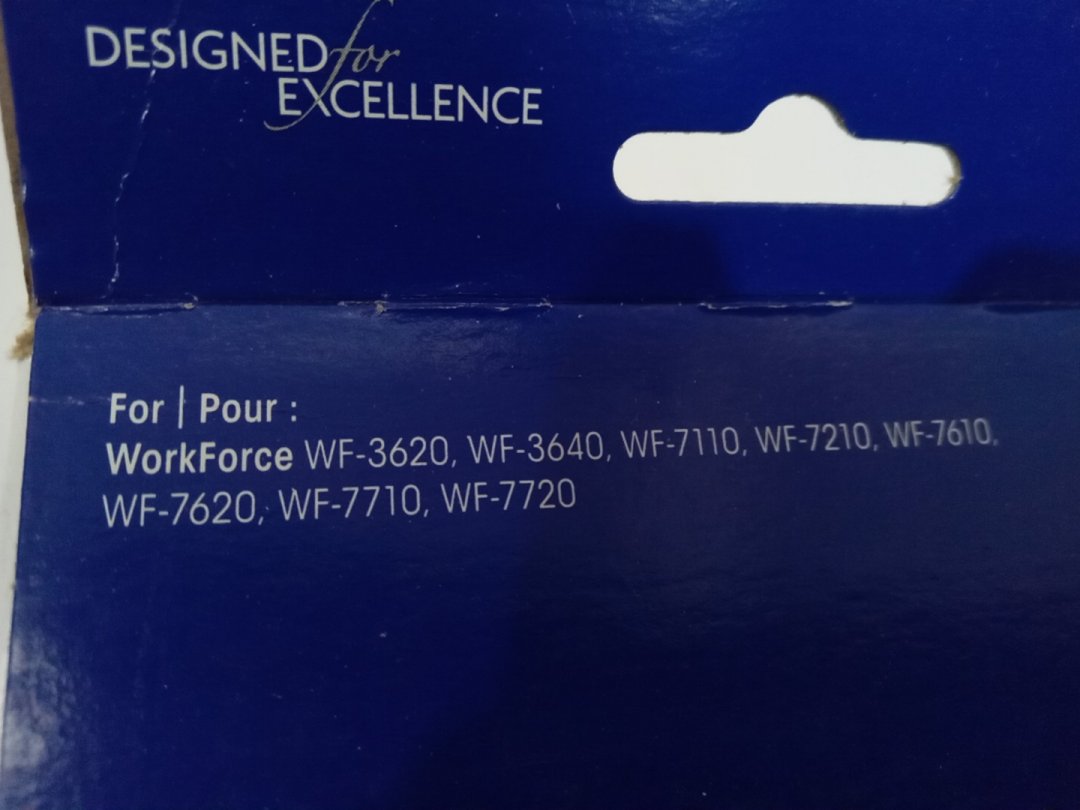 DESIGNED for
EXCELLENCE
For | Pour :
WorkForce WF-3620, WF-3640, WF-7110, WF-7210, WF-7610,
WF-7620, WF-7710, WF-7720